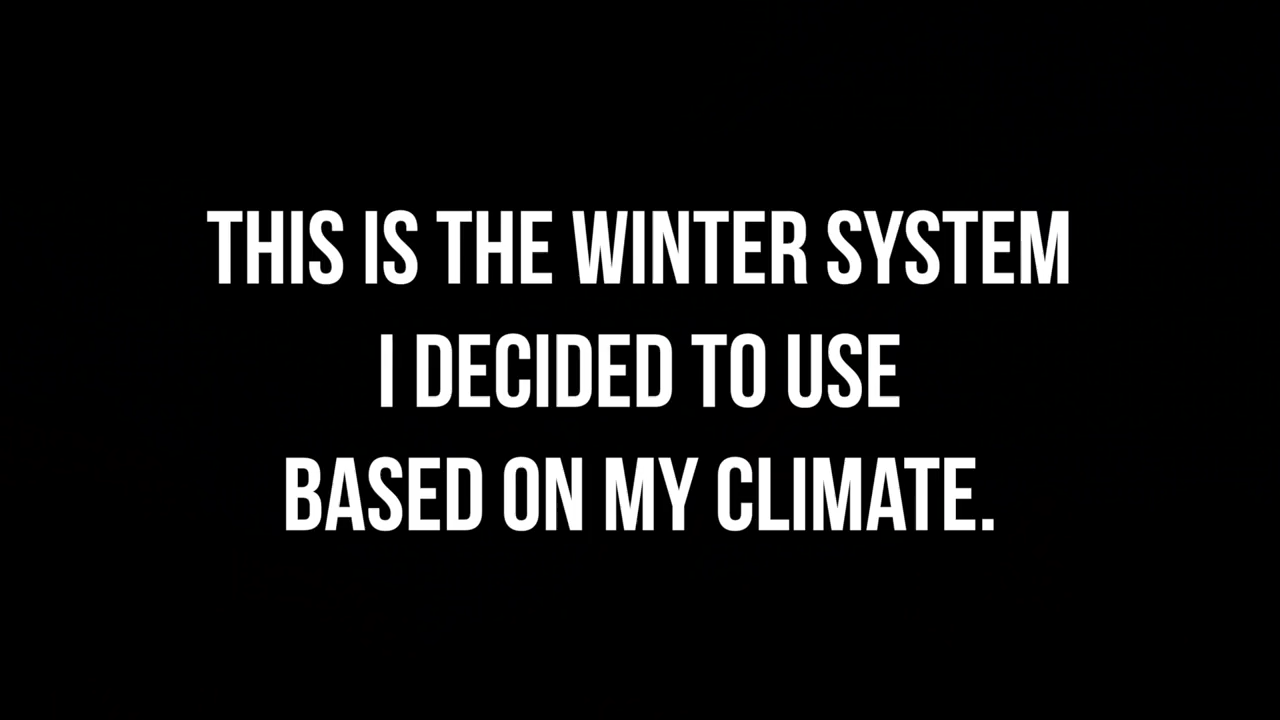 THIS IS THE WINTER SYSTEM
I DECIDED TO USE
BASED ON MY CLIMATE.